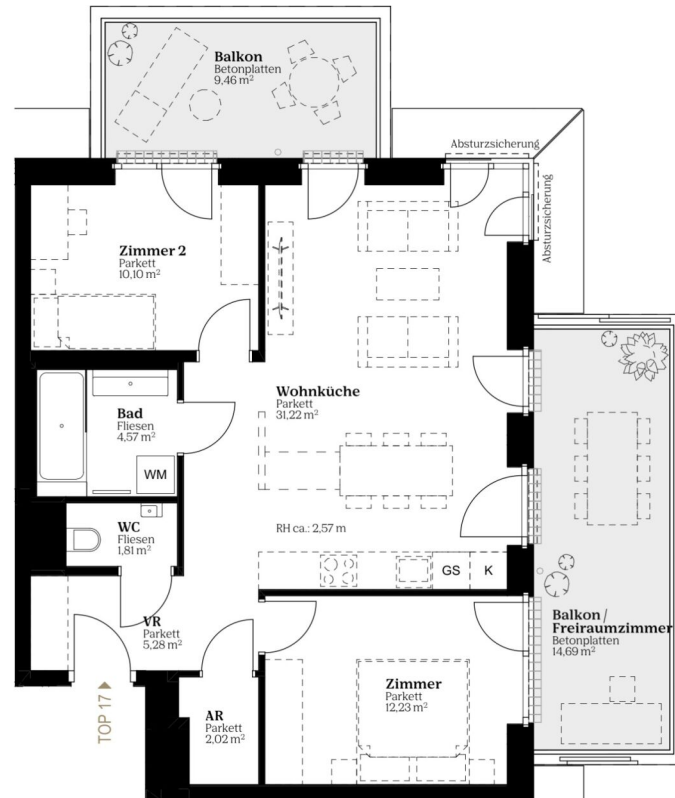 Balkon
Betonplatten
9,46 m²
Absturzsicherung
Absturzsicherung
Zimmer 2
Parkett
10,10 m²
Wohnküche
Parkett
31,22 m²
Bad
Fliesen
4,57 m²
WM
WC
Fliesen
1,81 m²
RH ca.: 2,57 m
GS
K
VR
Parkett
5,28 m²
Balkon /
Freiraumzimmer
Betonplatten
14,69 m²
Zimmer
Parkett
12,23 m²
AR
Parkett
2,02 m²
TOP 17